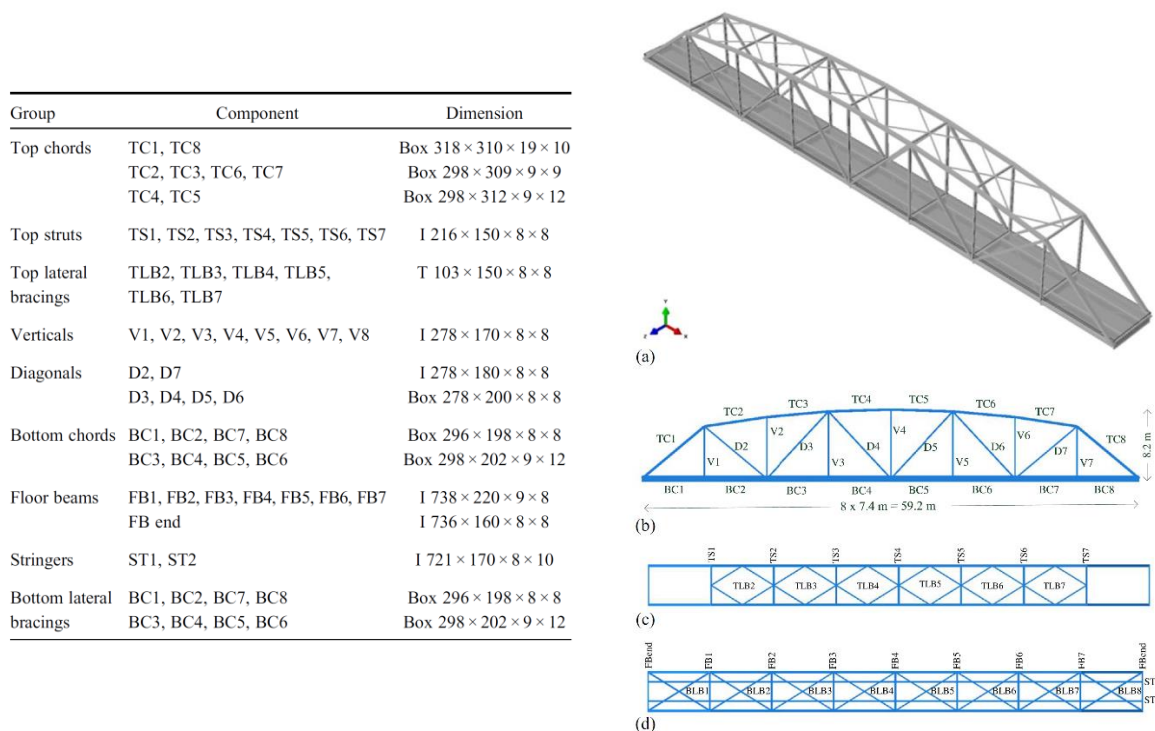 Group Component Dimension
Top chords TC1, TC8 Box 318 × 310 × 19 × 10
TC2, TC3, TC6, TC7 Box 298 × 309 × 9 × 9
TC4, TC5 Box 298 × 312 × 9 × 12
Top struts TS1, TS2, TS3, TS4, TS5, TS6, TS7 I 216 × 150 × 8 × 8
Top lateral TLB2, TLB3, TLB4, TLB5, T 103 × 150 × 8 × 8
bracings TLB6, TLB7
Verticals V1, V2, V3, V4, V5, V6, V7, V8 I 278 × 170 × 8 × 8
Diagonals D2, D7 I 278 × 180 × 8 × 8
D3, D4, D5, D6 Box 278 × 200 × 8 × 8
Bottom chords BC1, BC2, BC7, BC8 Box 296 × 198 × 8 × 8
BC3, BC4, BC5, BC6 Box 298 × 202 × 9 × 12
Floor beams FB1, FB2, FB3, FB4, FB5, FB6, FB7 I 738 × 220 × 9 × 8
FB end I 736 × 160 × 8 × 8
Stringers ST1, ST2 I 721 × 170 × 8 × 10
Bottom lateral BC1, BC2, BC7, BC8 Box 296 × 198 × 8 × 8
bracings BC3, BC4, BC5, BC6 Box 298 × 202 × 9 × 12
(a)
TC1 TC2 TC3 TC4 TC5 TC6 TC7 TC8
V1 D2 V2 D3 V3 D4 V4 D5 V5 D6 V6 D7 V7
8.2 m
BC1 BC2 BC3 BC4 BC5 BC6 BC7 BC8
8 x 7.4 m = 59.2 m
(b)
TS1 TS2 TS3 TS4 TS5 TS6 TS7
TLB2 TLB3 TLB4 TLB5 TLB6 TLB7
(c)
FBend FB1 FB2 FB3 FB4 FB5 FB6 FB7 FBend
ST
BLB1 BLB2 BLB3 BLB4 BLB5 BLB6 BLB7 BLB8
ST
(d)